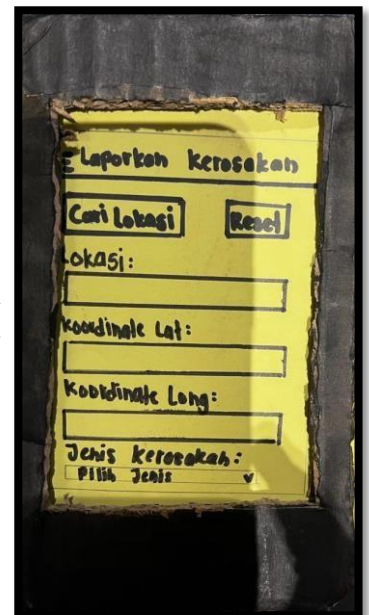 Laporkan kerosakan
Cari Lokasi Reset
Lokasi:
koordinate Lat:
Koordinate Long:
Jenis kerosakan:
Pilih Jenis